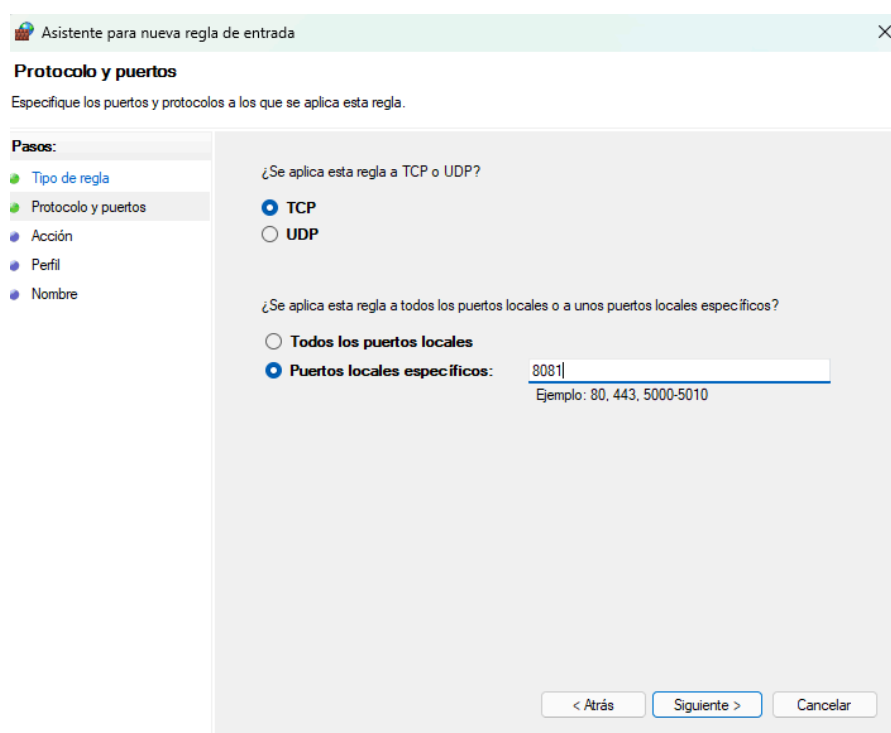 Asistente para nueva regla de entrada
Protocolo y puertos
Especifique los puertos y protocolos a los que se aplica esta regla.
Pasos:
Tipo de regla
Protocolo y puertos
Acción
Perfil
Nombre
¿Se aplica esta regla a TCP o UDP?
TCP
UDP
¿Se aplica esta regla a todos los puertos locales o a unos puertos locales específicos?
Todos los puertos locales
Puertos locales específicos: 8081
Ejemplo: 80, 443, 5000-5010
< Atrás Siguiente > Cancelar